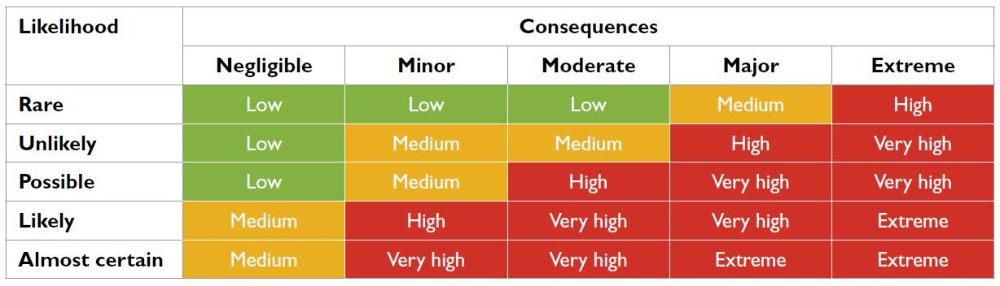 Likelihood Consequences
Negligible Minor Moderate Major Extreme
Rare Low Low Low Medium High
Unlikely Low Medium Medium High Very high
Possible Low Medium High Very high Very high
Likely Medium High Very high Very high Extreme
Almost certain Medium Very high Very high Extreme Extreme